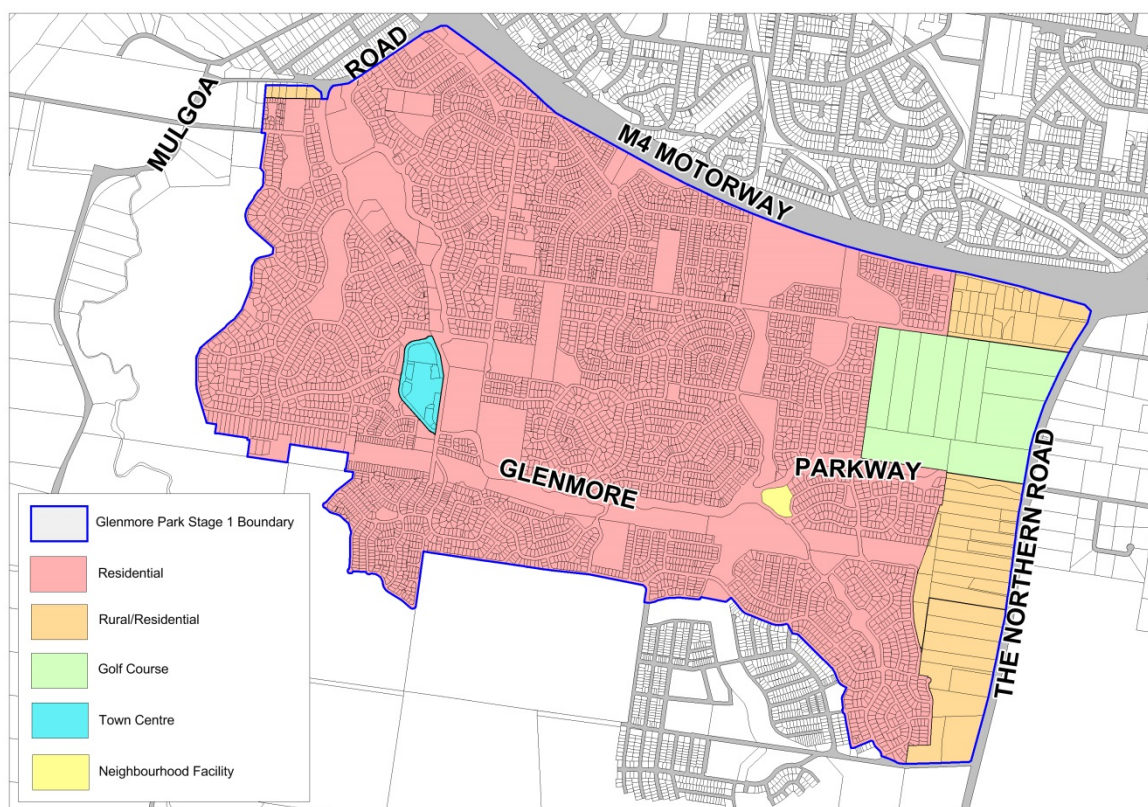 MULGOA
ROAD
M4 MOTORWAY
GLENMORE
PARKWAY
THE NORTHERN ROAD
Glenmore Park Stage 1 Boundary
Residential
Rural/Residential
Golf Course
Town Centre
Neighbourhood Facility